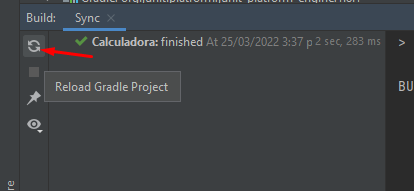 Build: Sync ×
Calculadora: finished At 25/03/2022 3:37 p 2 sec, 283 ms >
Reload Gradle Project
BU